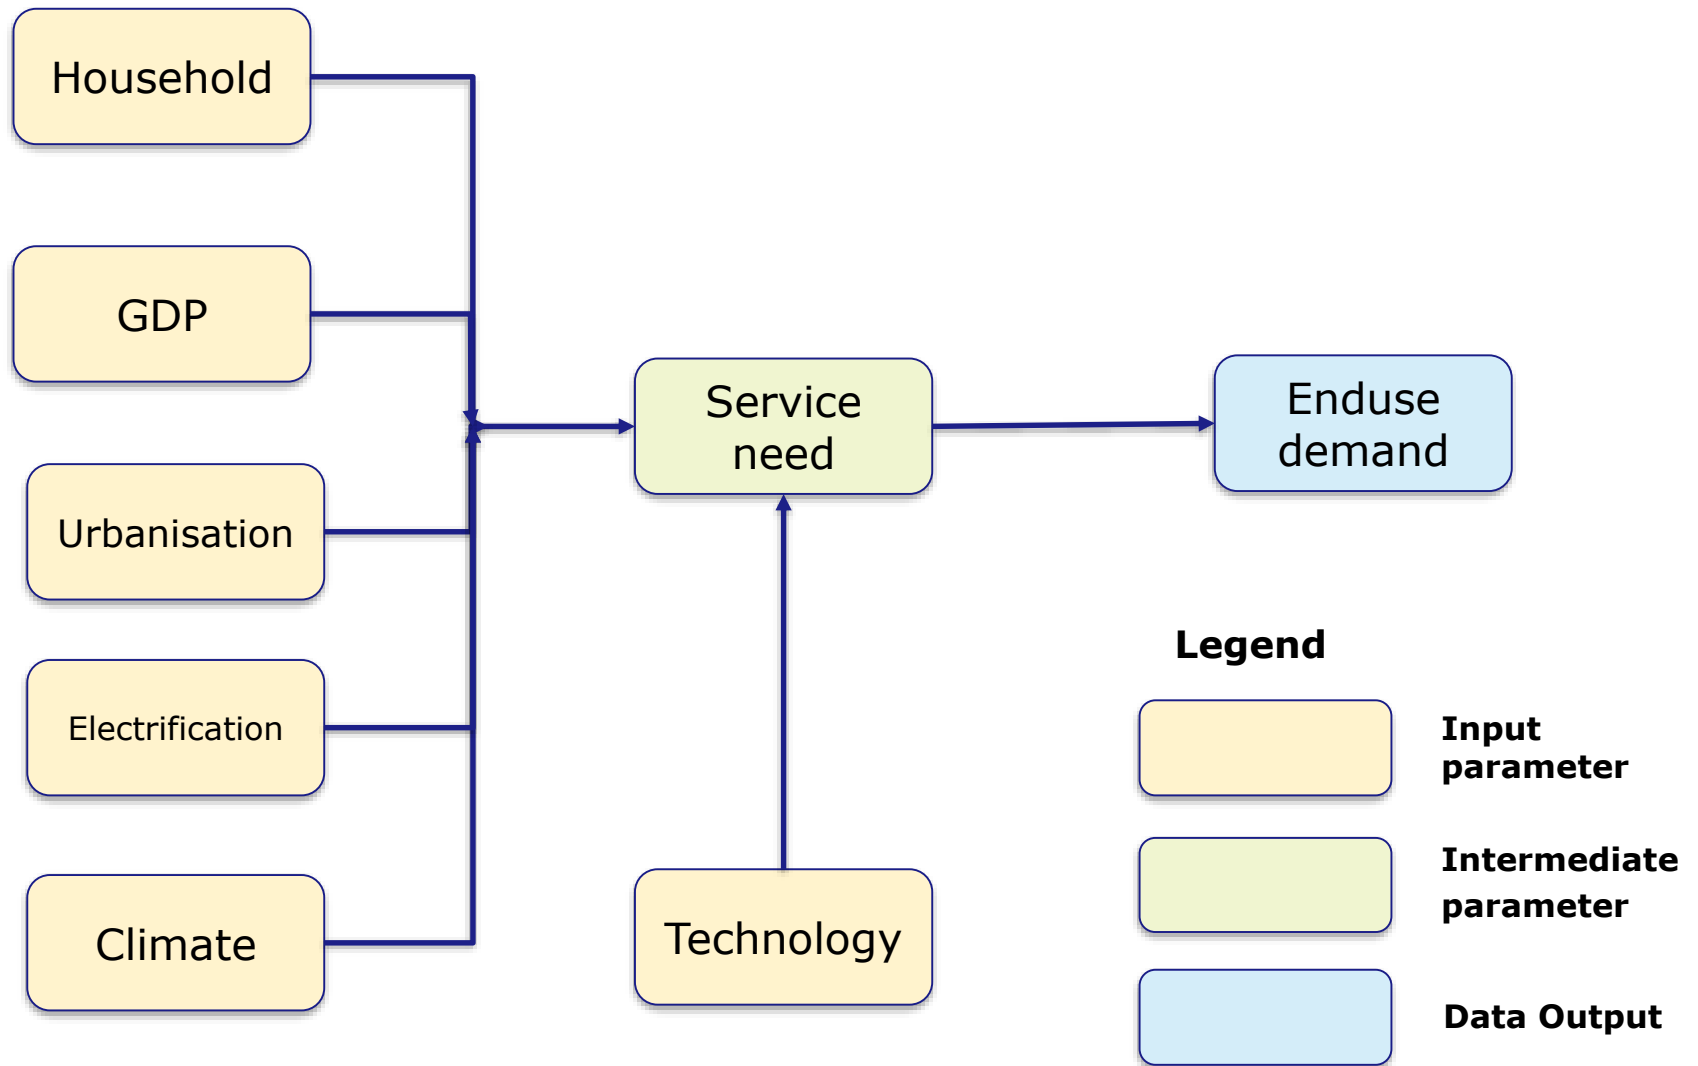 Household
GDP
Urbanisation
Electrification
Climate
Service
need
Technology
Enduse
demand
Legend
Input
parameter
Intermediate
parameter
Data Output